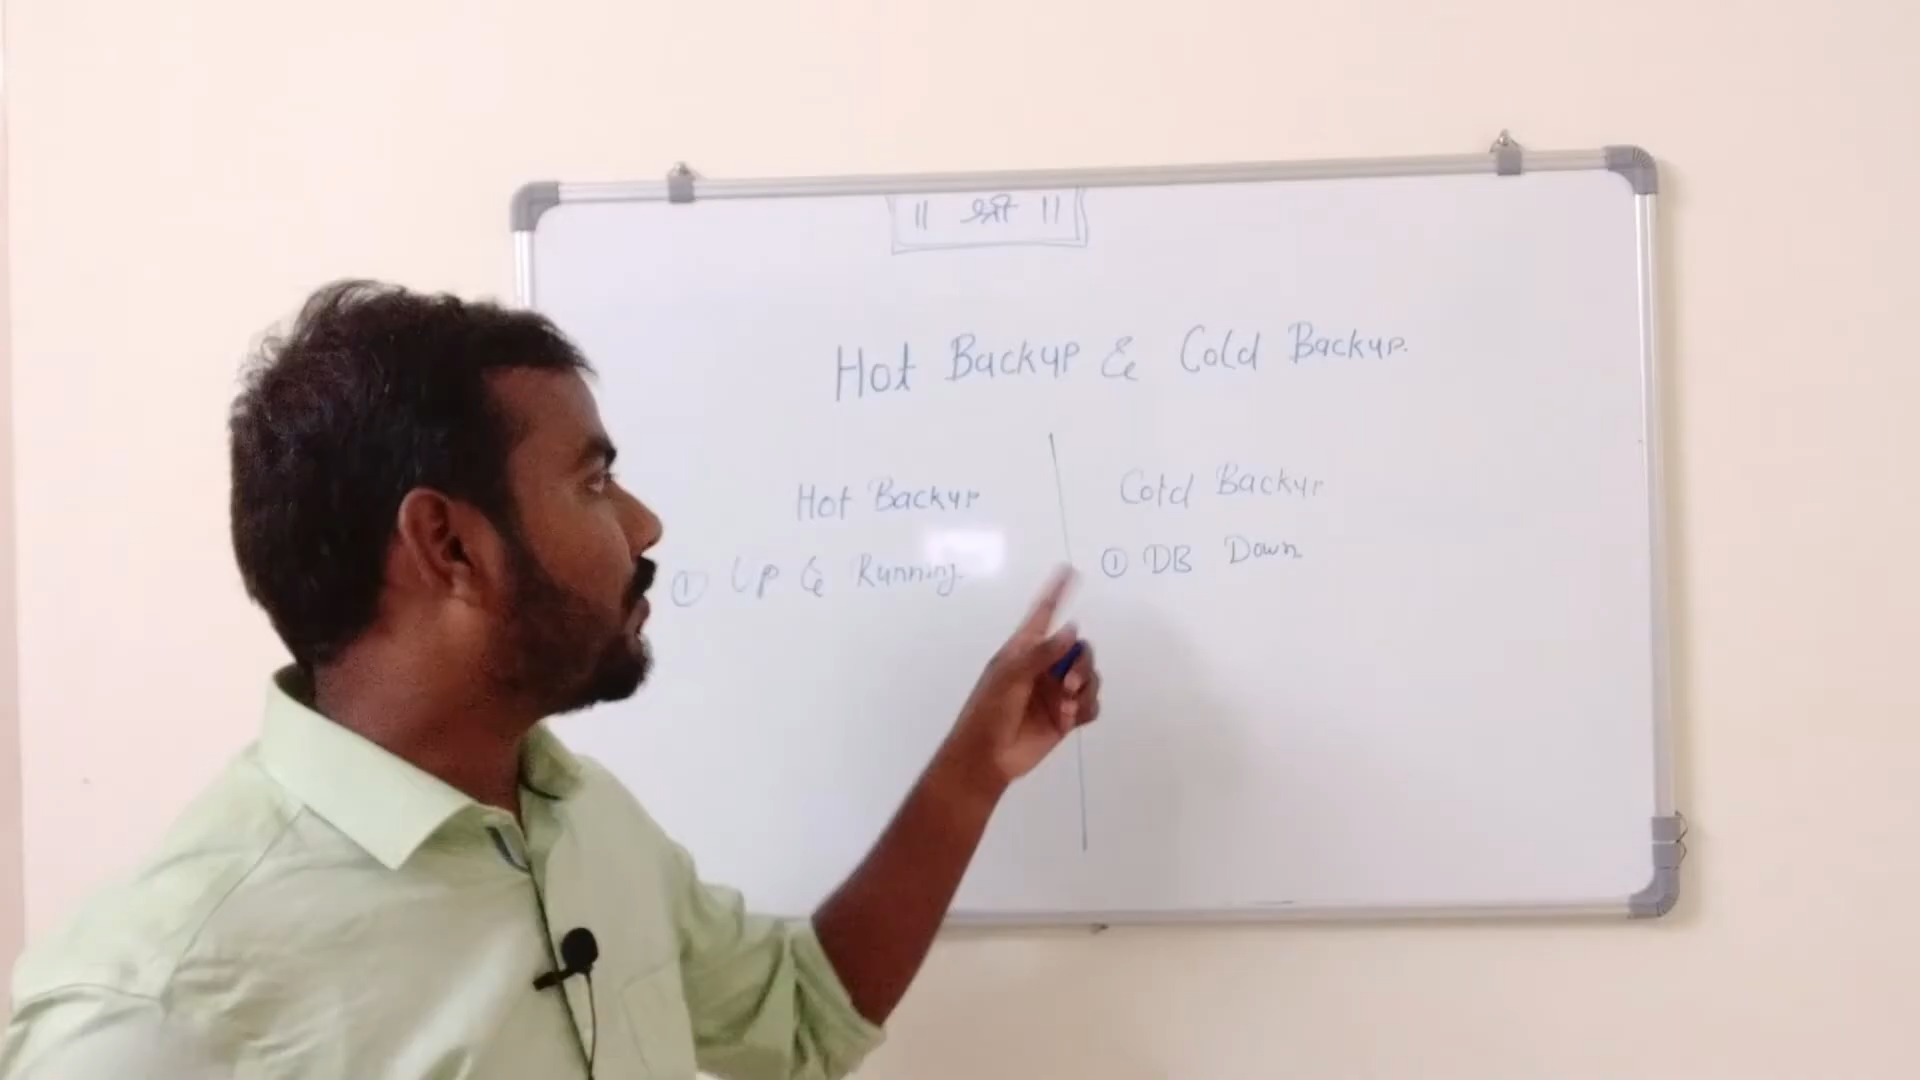 || श्री ||
Hot Backup & Cold Backup.
Hot Backup
① Up & Running.
Cold Backup
① DB Down